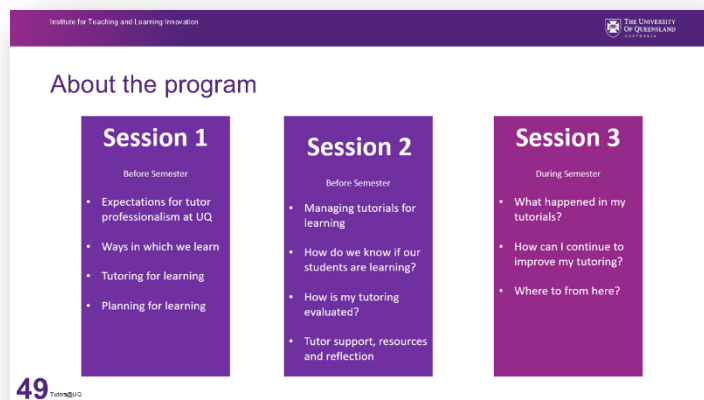 Institute for Teaching and Learning Innovation
THE UNIVERSITY
OF QUEENSLAND
AUSTRALIA
About the program
Session 1
Before Semester
• Expectations for tutor
professionalism at UQ
• Ways in which we learn
• Tutoring for learning
• Planning for learning
Session 2
Before Semester
• Managing tutorials for
learning
• How do we know if our
students are learning?
• How is my tutoring
evaluated?
• Tutor support, resources
and reflection
Session 3
During Semester
• What happened in my
tutorials?
• How can I continue to
improve my tutoring?
• Where to from here?
49 Tutors@UQ